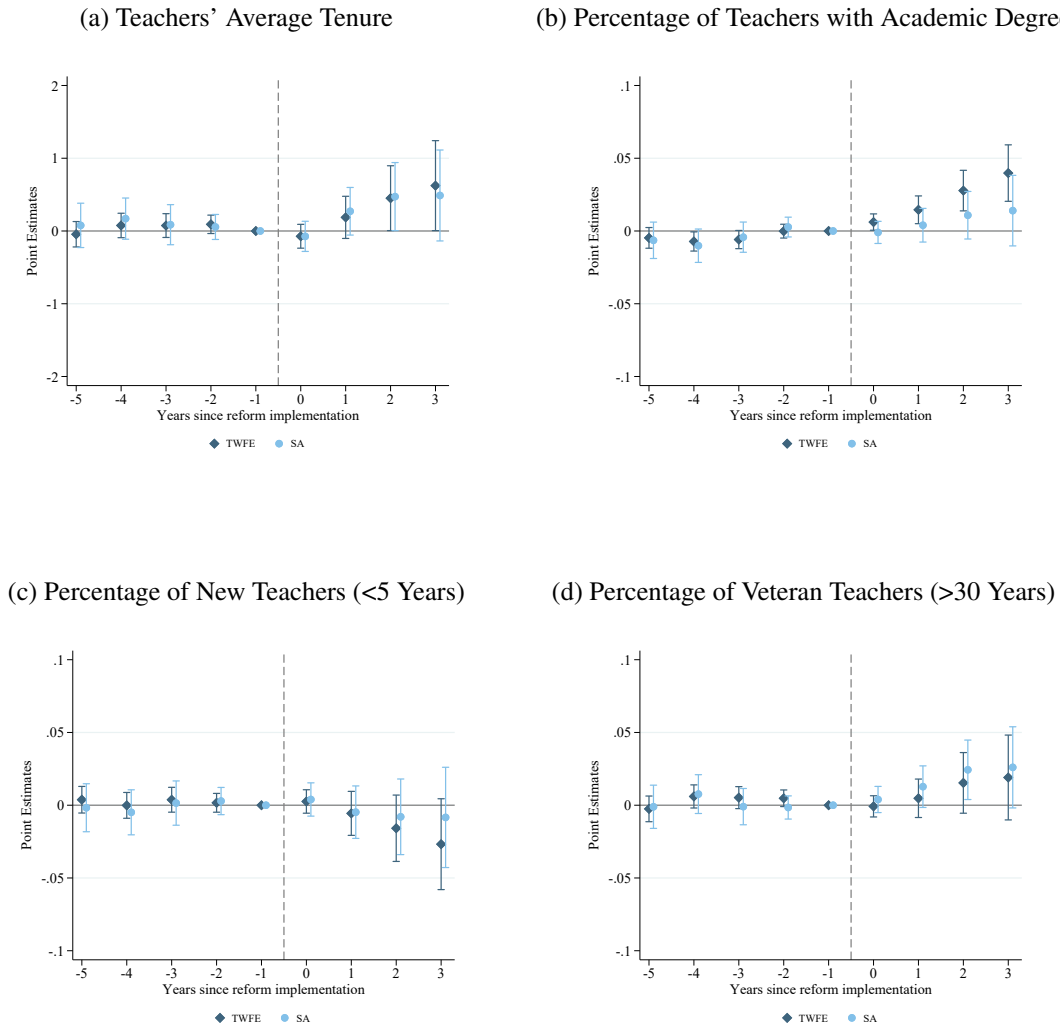 (a) Teachers' Average Tenure
2
1
0
-1
-2
Point Estimates
-5 -4 -3 -2 -1 0 1 2 3
Years since reform implementation
TWFE SA
(b) Percentage of Teachers with Academic Degre
.1
.05
0
-.05
-.1
Point Estimates
-5 -4 -3 -2 -1 0 1 2 3
Years since reform implementation
TWFE SA
(c) Percentage of New Teachers (<5 Years)
.1
.05
0
-.05
-.1
Point Estimates
-5 -4 -3 -2 -1 0 1 2 3
Years since reform implementation
TWFE SA
(d) Percentage of Veteran Teachers (>30 Years)
.1
.05
0
-.05
-.1
Point Estimates
-5 -4 -3 -2 -1 0 1 2 3
Years since reform implementation
TWFE SA